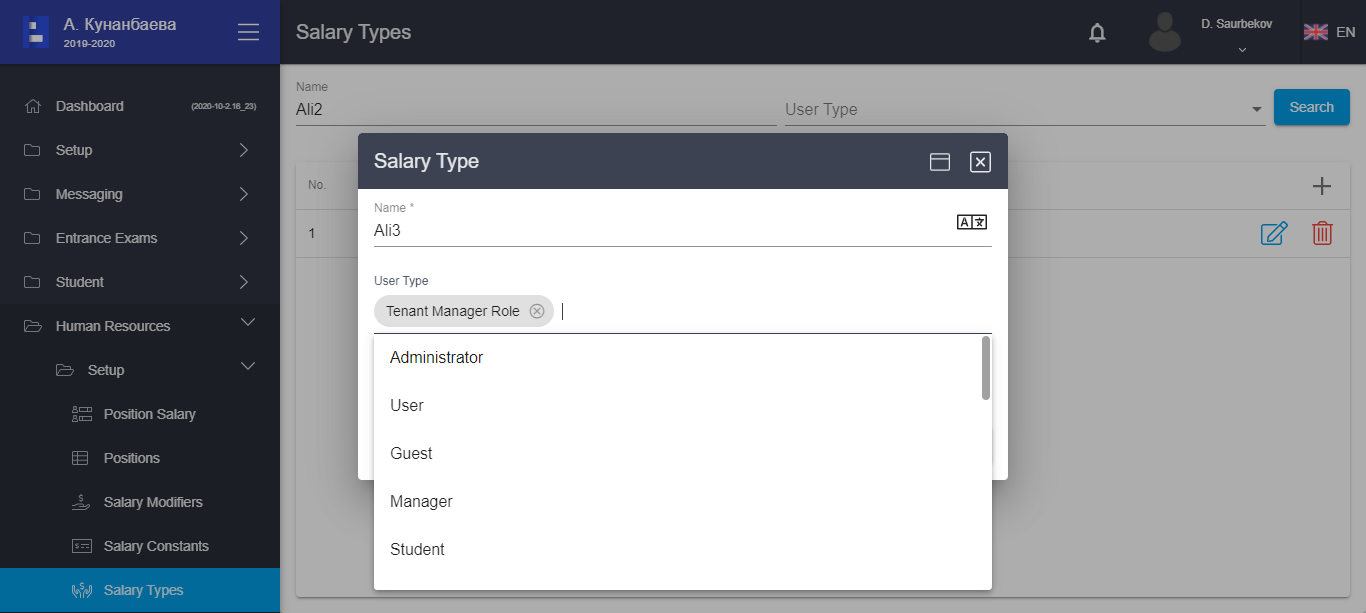 А. Кунанбаева
2019-2020
Salary Types
D. Saurbekov
EN
Dashboard
(2020-10-2.16_23)
Setup
Messaging
Entrance Exams
Student
Human Resources
Setup
Position Salary
Positions
Salary Modifiers
Salary Constants
Salary Types
Name
Ali2
User Type
Search
No.
1
Salary Type
Name *
Ali3
A
User Type
Tenant Manager Role
Administrator
User
Guest
Manager
Student